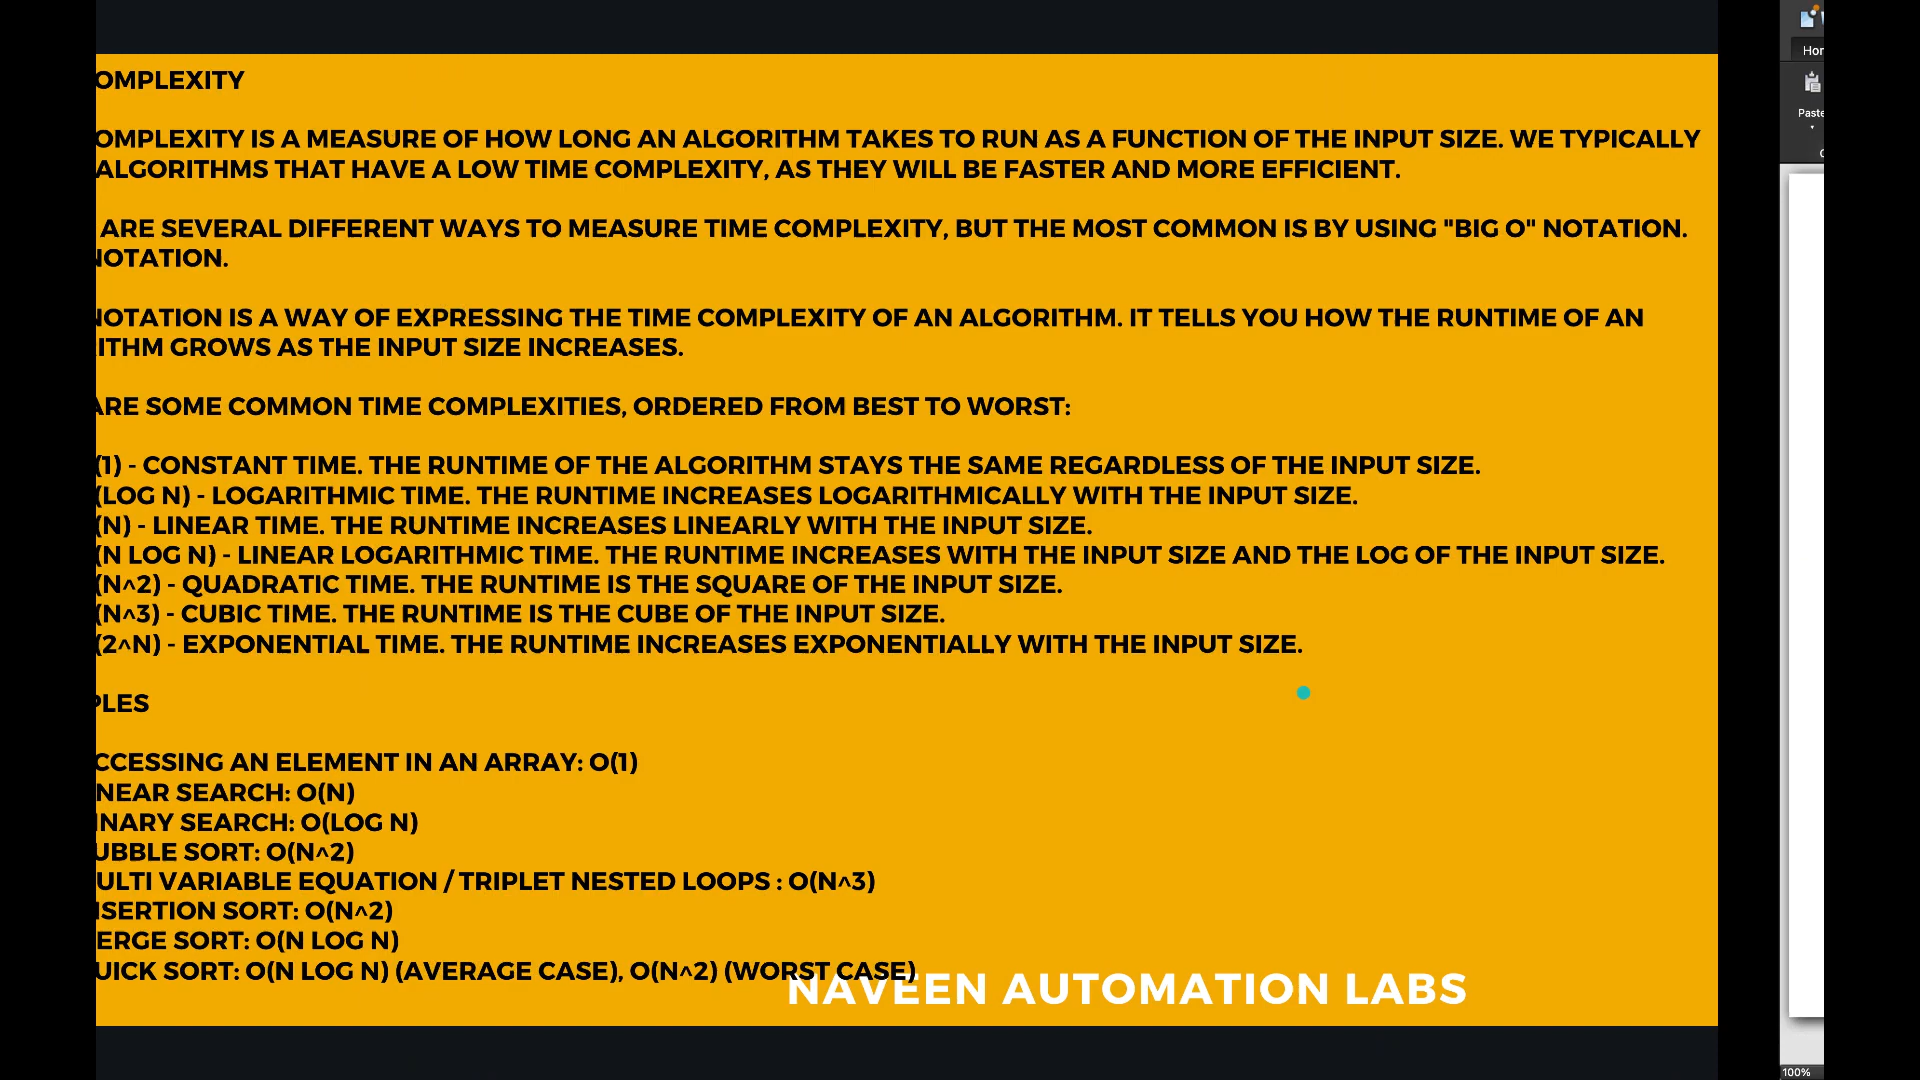 OMPLEXITY
OMPLEXITY IS A MEASURE OF HOW LONG AN ALGORITHM TAKES TO RUN AS A FUNCTION OF THE INPUT SIZE. WE TYPICALLY
ALGORITHMS THAT HAVE A LOW TIME COMPLEXITY, AS THEY WILL BE FASTER AND MORE EFFICIENT.
ARE SEVERAL DIFFERENT WAYS TO MEASURE TIME COMPLEXITY, BUT THE MOST COMMON IS BY USING "BIG O" NOTATION.
NOTATION.
NOTATION IS A WAY OF EXPRESSING THE TIME COMPLEXITY OF AN ALGORITHM. IT TELLS YOU HOW THE RUNTIME OF AN
ITHM GROWS AS THE INPUT SIZE INCREASES.
ARE SOME COMMON TIME COMPLEXITIES, ORDERED FROM BEST TO WORST:
(1) - CONSTANT TIME. THE RUNTIME OF THE ALGORITHM STAYS THE SAME REGARDLESS OF THE INPUT SIZE.
(LOG N) - LOGARITHMIC TIME. THE RUNTIME INCREASES LOGARITHMICALLY WITH THE INPUT SIZE.
(N) - LINEAR TIME. THE RUNTIME INCREASES LINEARLY WITH THE INPUT SIZE.
(N LOG N) - LINEAR LOGARITHMIC TIME. THE RUNTIME INCREASES WITH THE INPUT SIZE AND THE LOG OF THE INPUT SIZE.
(N^2) - QUADRATIC TIME. THE RUNTIME IS THE SQUARE OF THE INPUT SIZE.
(N^3) - CUBIC TIME. THE RUNTIME IS THE CUBE OF THE INPUT SIZE.
(2^N) - EXPONENTIAL TIME. THE RUNTIME INCREASES EXPONENTIALLY WITH THE INPUT SIZE.
PLES
CCESSING AN ELEMENT IN AN ARRAY: O(1)
NEAR SEARCH: O(N)
INARY SEARCH: O(LOG N)
UBBLE SORT: O(N^2)
ULTI VARIABLE EQUATION / TRIPLET NESTED LOOPS : O(N^3)
NSERTION SORT: O(N^2)
ERGE SORT: O(N LOG N)
UICK SORT: O(N LOG N) (AVERAGE CASE), O(N^2) (WORST CASE)
NAVEEN AUTOMATION LABS
Hor
Paste
100%